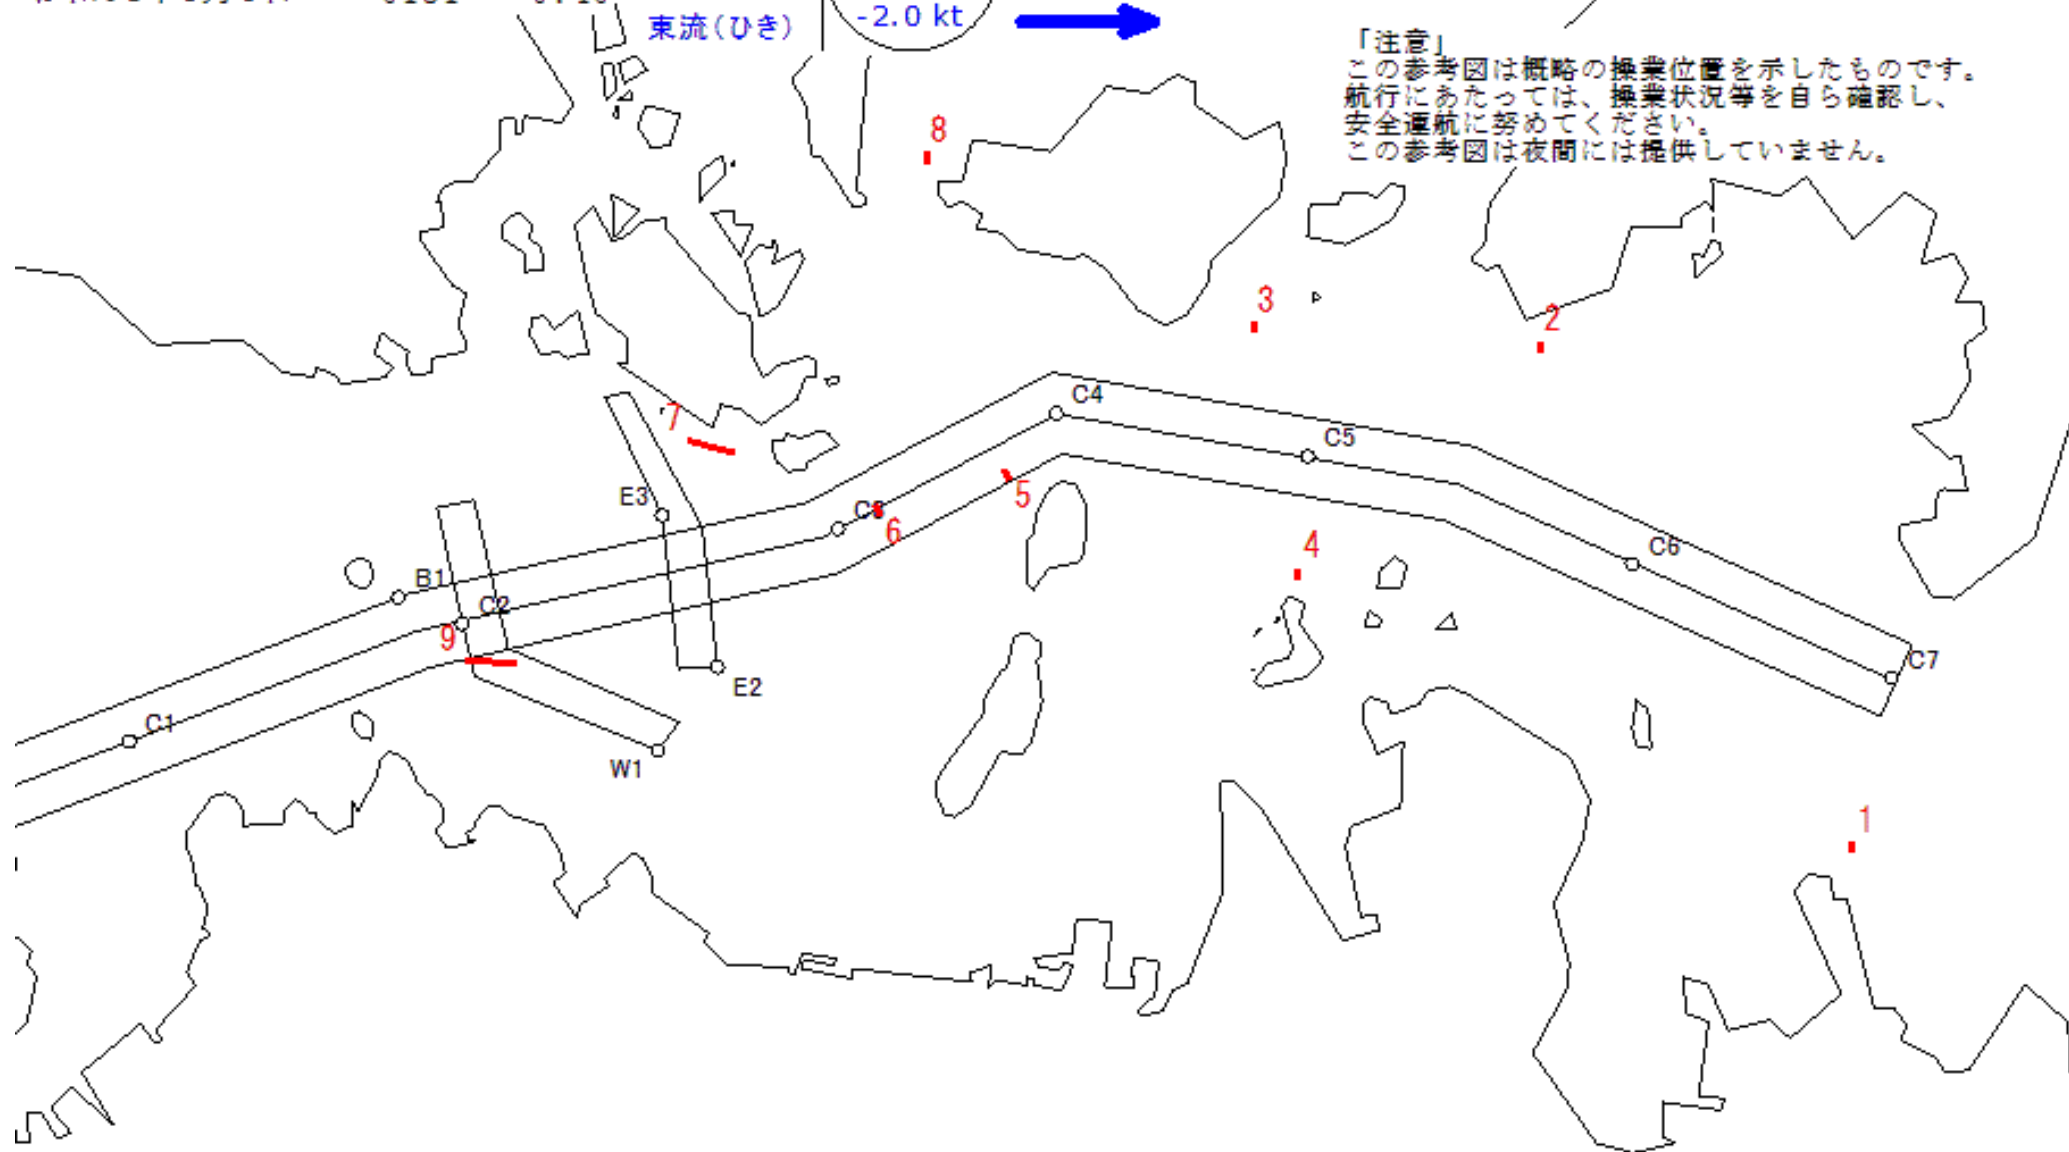 東流(ひき)
-2.0 kt
「注意」
この参考図は概略の操業位置を示したものです。
航行にあたっては、操業状況等を自ら確認し、
安全運航に努めてください。
この参考図は夜間には提供していません。
8
3
2
7
C4
C5
E3
C3
5
6
4
C6
B1
C2
9
C7
E2
C1
W1
1